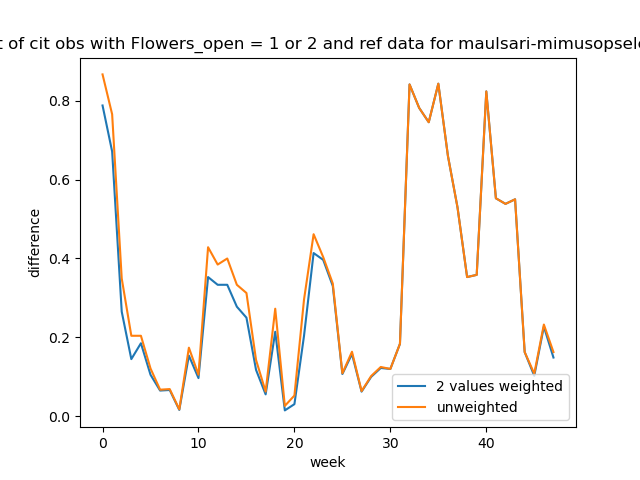 t of cit obs with Flowers_open = 1 or 2 and ref data for maulsari-mimusopsele
difference
0.8
0.6
0.4
0.2
0.0
2 values weighted
unweighted
0 10 20 30 40
week